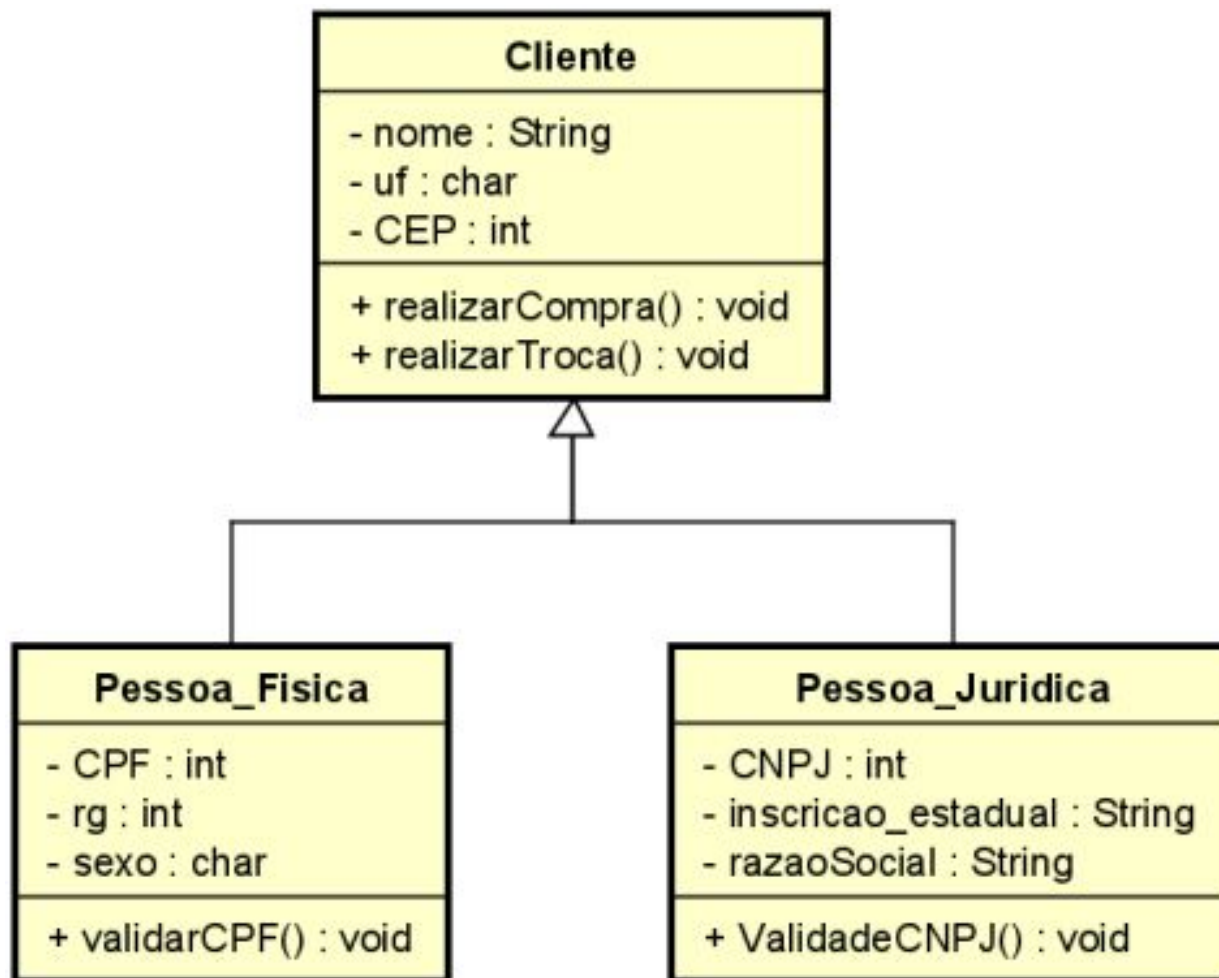 Cliente
- nome : String
- uf : char
- CEP : int
+ realizarCompra() : void
+ realizarTroca() : void
Pessoa_Fisica
- CPF : int
- rg : int
- sexo : char
+ validarCPF() : void
Pessoa_Juridica
- CNPJ : int
- inscricao_estadual : String
- razaoSocial : String
+ ValidadeCNPJ() : void